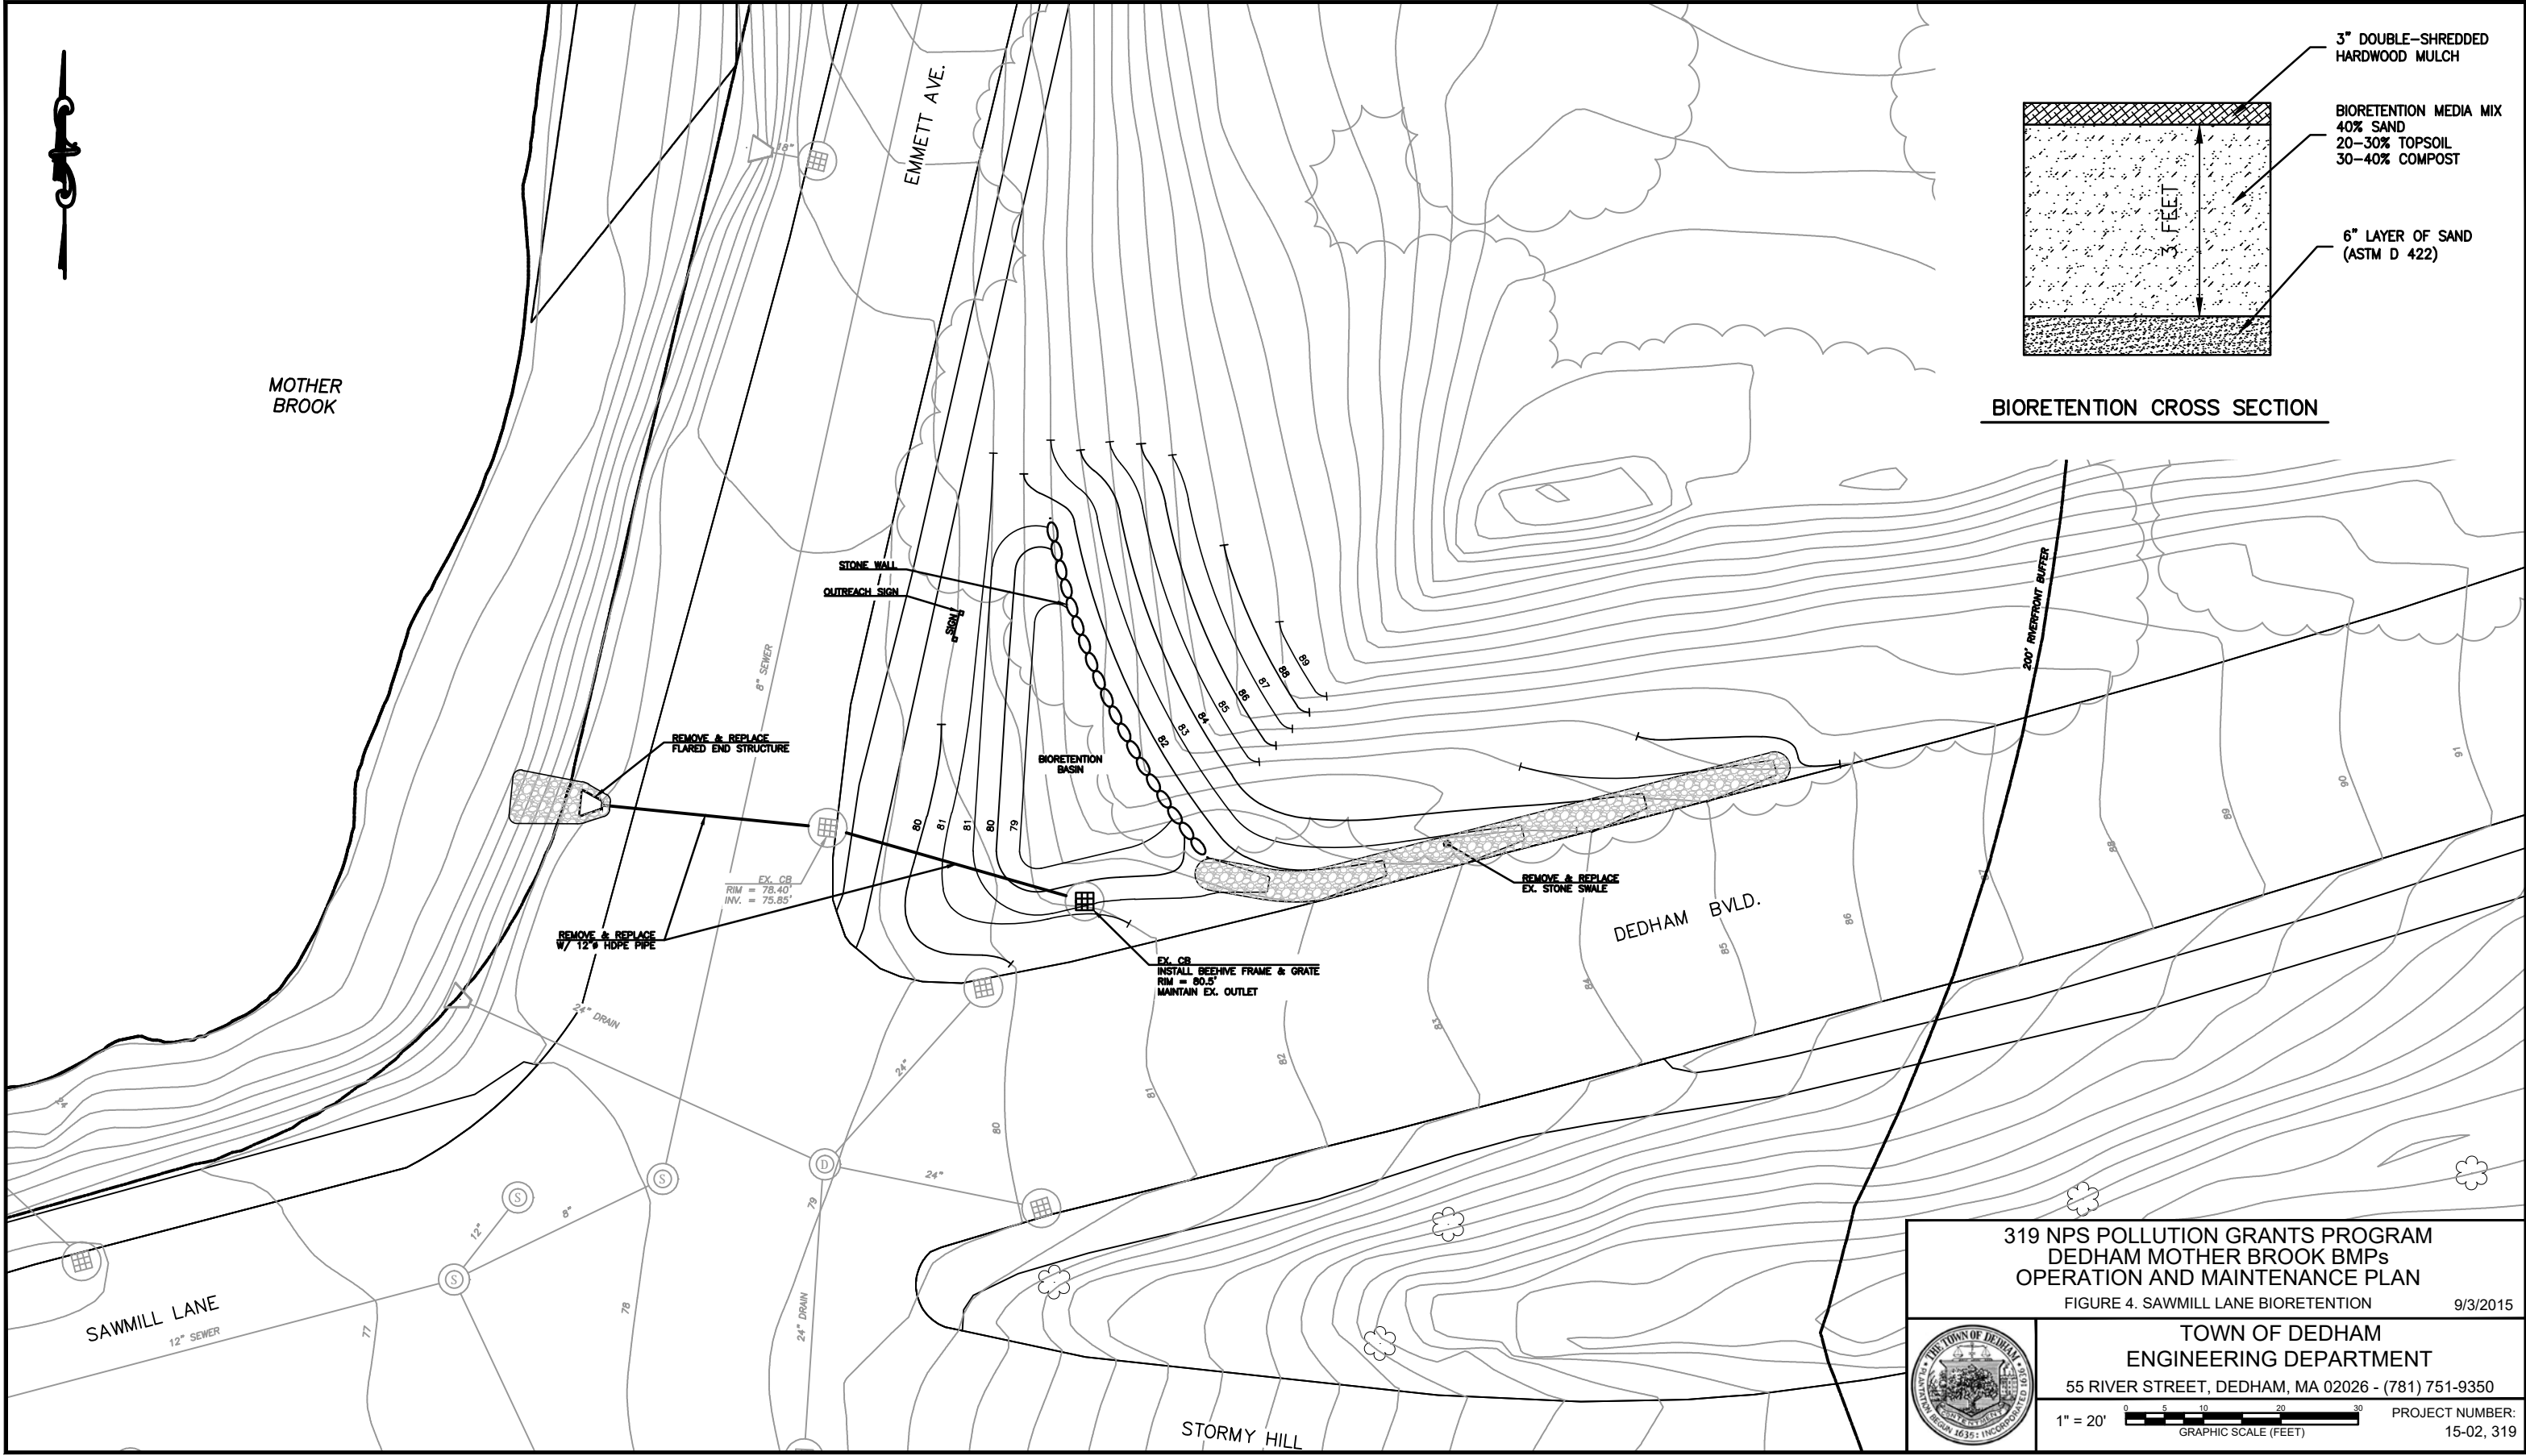 3" DOUBLE-SHREDDED
HARDWOOD MULCH
BIORETENTION MEDIA MIX
40% SAND
20-30% TOPSOIL
30-40% COMPOST
6" LAYER OF SAND
(ASTM D 422)
3 FEET
BIORETENTION CROSS SECTION
EMMETT AVE.
18"
MOTHER
BROOK
STONE WALL
OUTREACH SIGN
SIGN
8" SEWER
200' RIVERFRONT BUFFER
REMOVE & REPLACE
FLARED END STRUCTURE
BIORETENTION
BASIN
89
88
87
86
85
84
83
82
80
81
81
80
79
EX. CB
RIM = 78.40'
INV. = 75.85'
REMOVE & REPLACE
W/ 12"ø HDPE PIPE
REMOVE & REPLACE
EX. STONE SWALE
EX. CB
INSTALL BEEHIVE FRAME & GRATE
RIM = 80.5'
MAINTAIN EX. OUTLET
DEDHAM BVLD.
91
90
89
88
87
86
85
84
83
82
81
80
24" DRAIN
24"
24"
D
S
S
S
12"
8"
79
78
77
24" DRAIN
12" SEWER
SAWMILL LANE
STORMY HILL
319 NPS POLLUTION GRANTS PROGRAM
DEDHAM MOTHER BROOK BMPs
OPERATION AND MAINTENANCE PLAN
FIGURE 4. SAWMILL LANE BIORETENTION
9/3/2015
THE TOWN OF DEDHAM
PLANTATION BEGUN 1635: INCORPORATED 1636
CONTENTMENT
TOWN OF DEDHAM
ENGINEERING DEPARTMENT
55 RIVER STREET, DEDHAM, MA 02026 - (781) 751-9350
1" = 20'
0 5 10 20 30
GRAPHIC SCALE (FEET)
PROJECT NUMBER:
15-02, 319